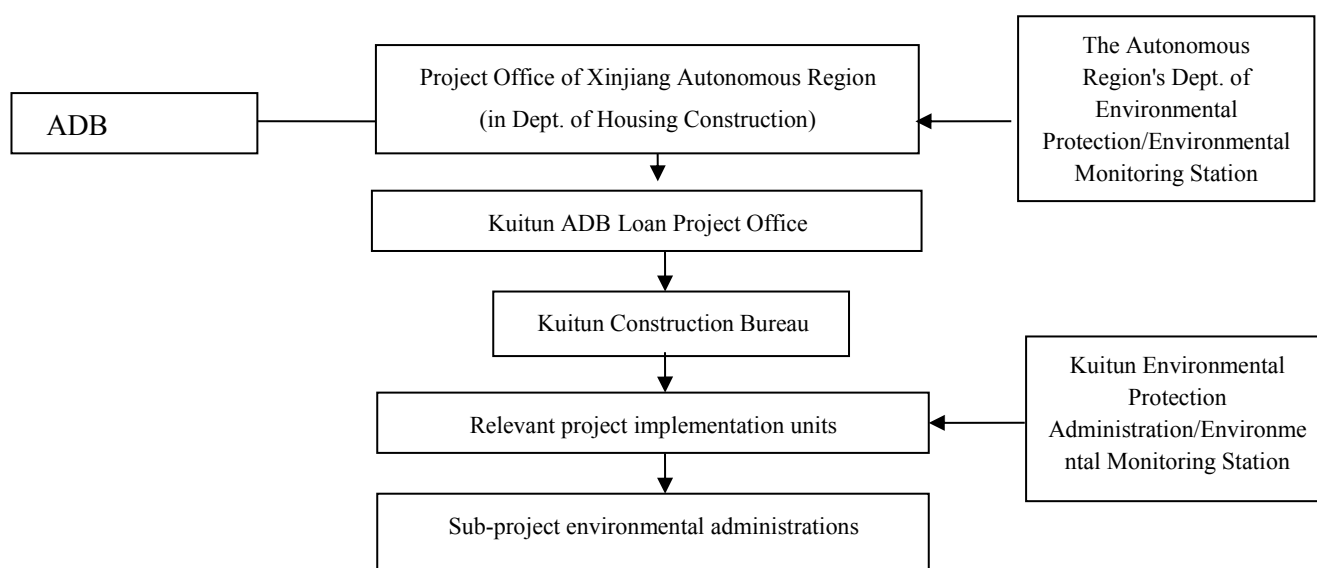 ADB
Project Office of Xinjiang Autonomous Region
(in Dept. of Housing Construction)
The Autonomous
Region's Dept. of
Environmental
Protection/Environmental
Monitoring Station
Kuitun ADB Loan Project Office
Kuitun Construction Bureau
Relevant project implementation units
Kuitun Environmental
Protection
Administration/Environme
ntal Monitoring Station
Sub-project environmental administrations